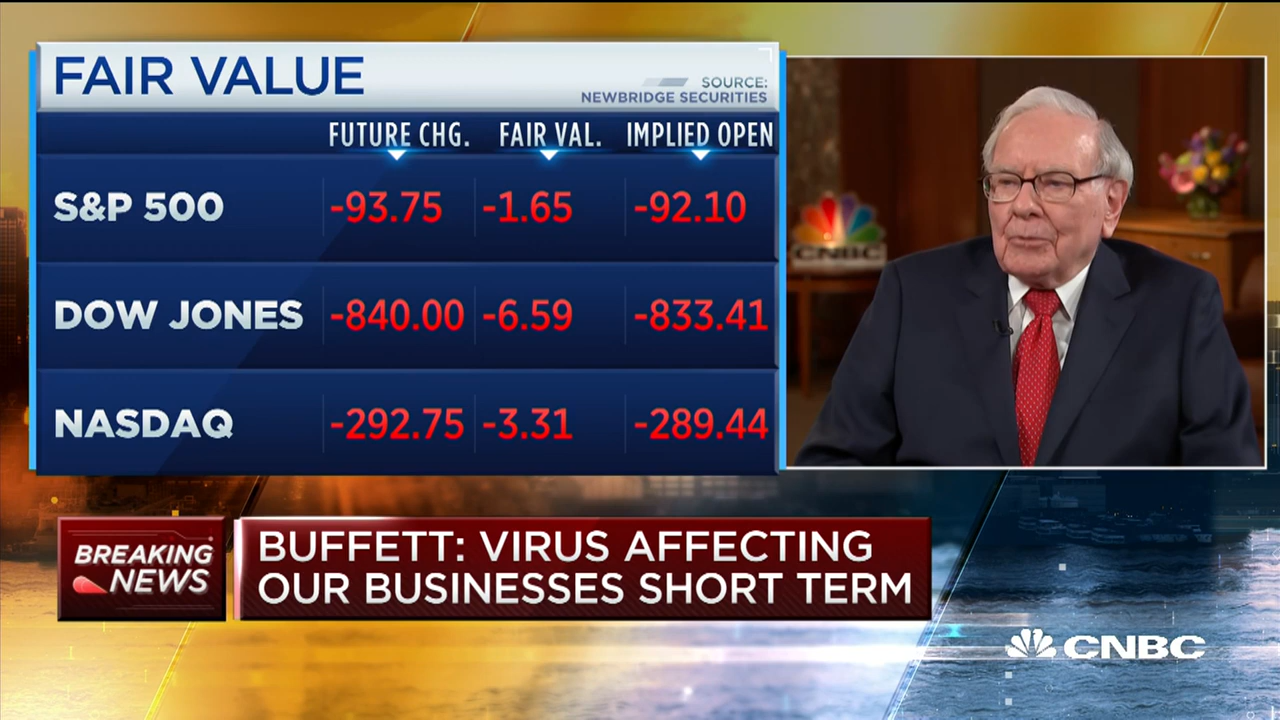 FAIR VALUE
SOURCE:
NEWBRIDGE SECURITIES
FUTURE CHG. FAIR VAL. IMPLIED OPEN
S&P 500 -93.75 -1.65 -92.10
DOW JONES -840.00 -6.59 -833.41
NASDAQ -292.75 -3.31 -289.44
CNBC
BREAKING
NEWS
BUFFETT: VIRUS AFFECTING
OUR BUSINESSES SHORT TERM
CNBC